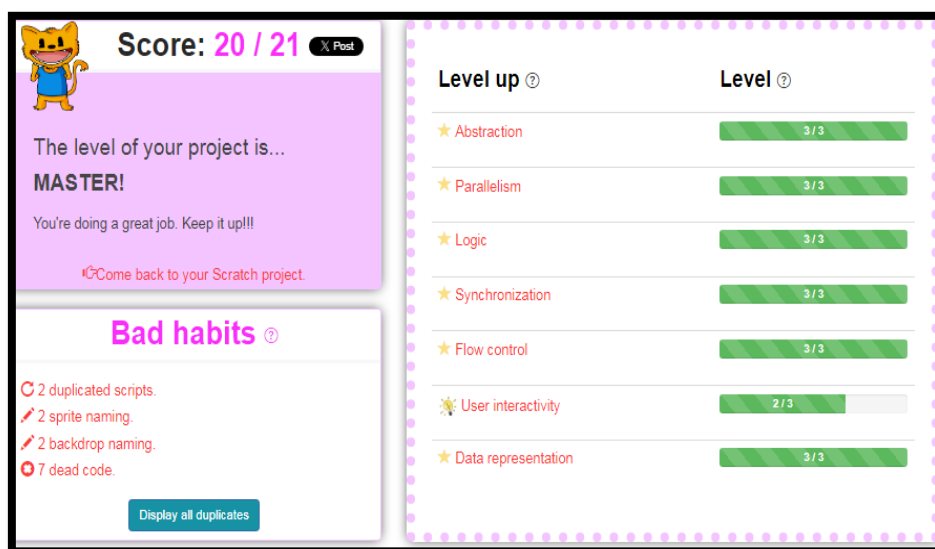 Score: 20 / 21 X Post
The level of your project is...
MASTER!
You're doing a great job. Keep it up!!!
Come back to your Scratch project.
Bad habits ?
2 duplicated scripts.
2 sprite naming.
2 backdrop naming.
7 dead code.
Display all duplicates
Level up ? Level ?
Abstraction 3 / 3
Parallelism 3 / 3
Logic 3 / 3
Synchronization 3 / 3
Flow control 3 / 3
User interactivity 2 / 3
Data representation 3 / 3